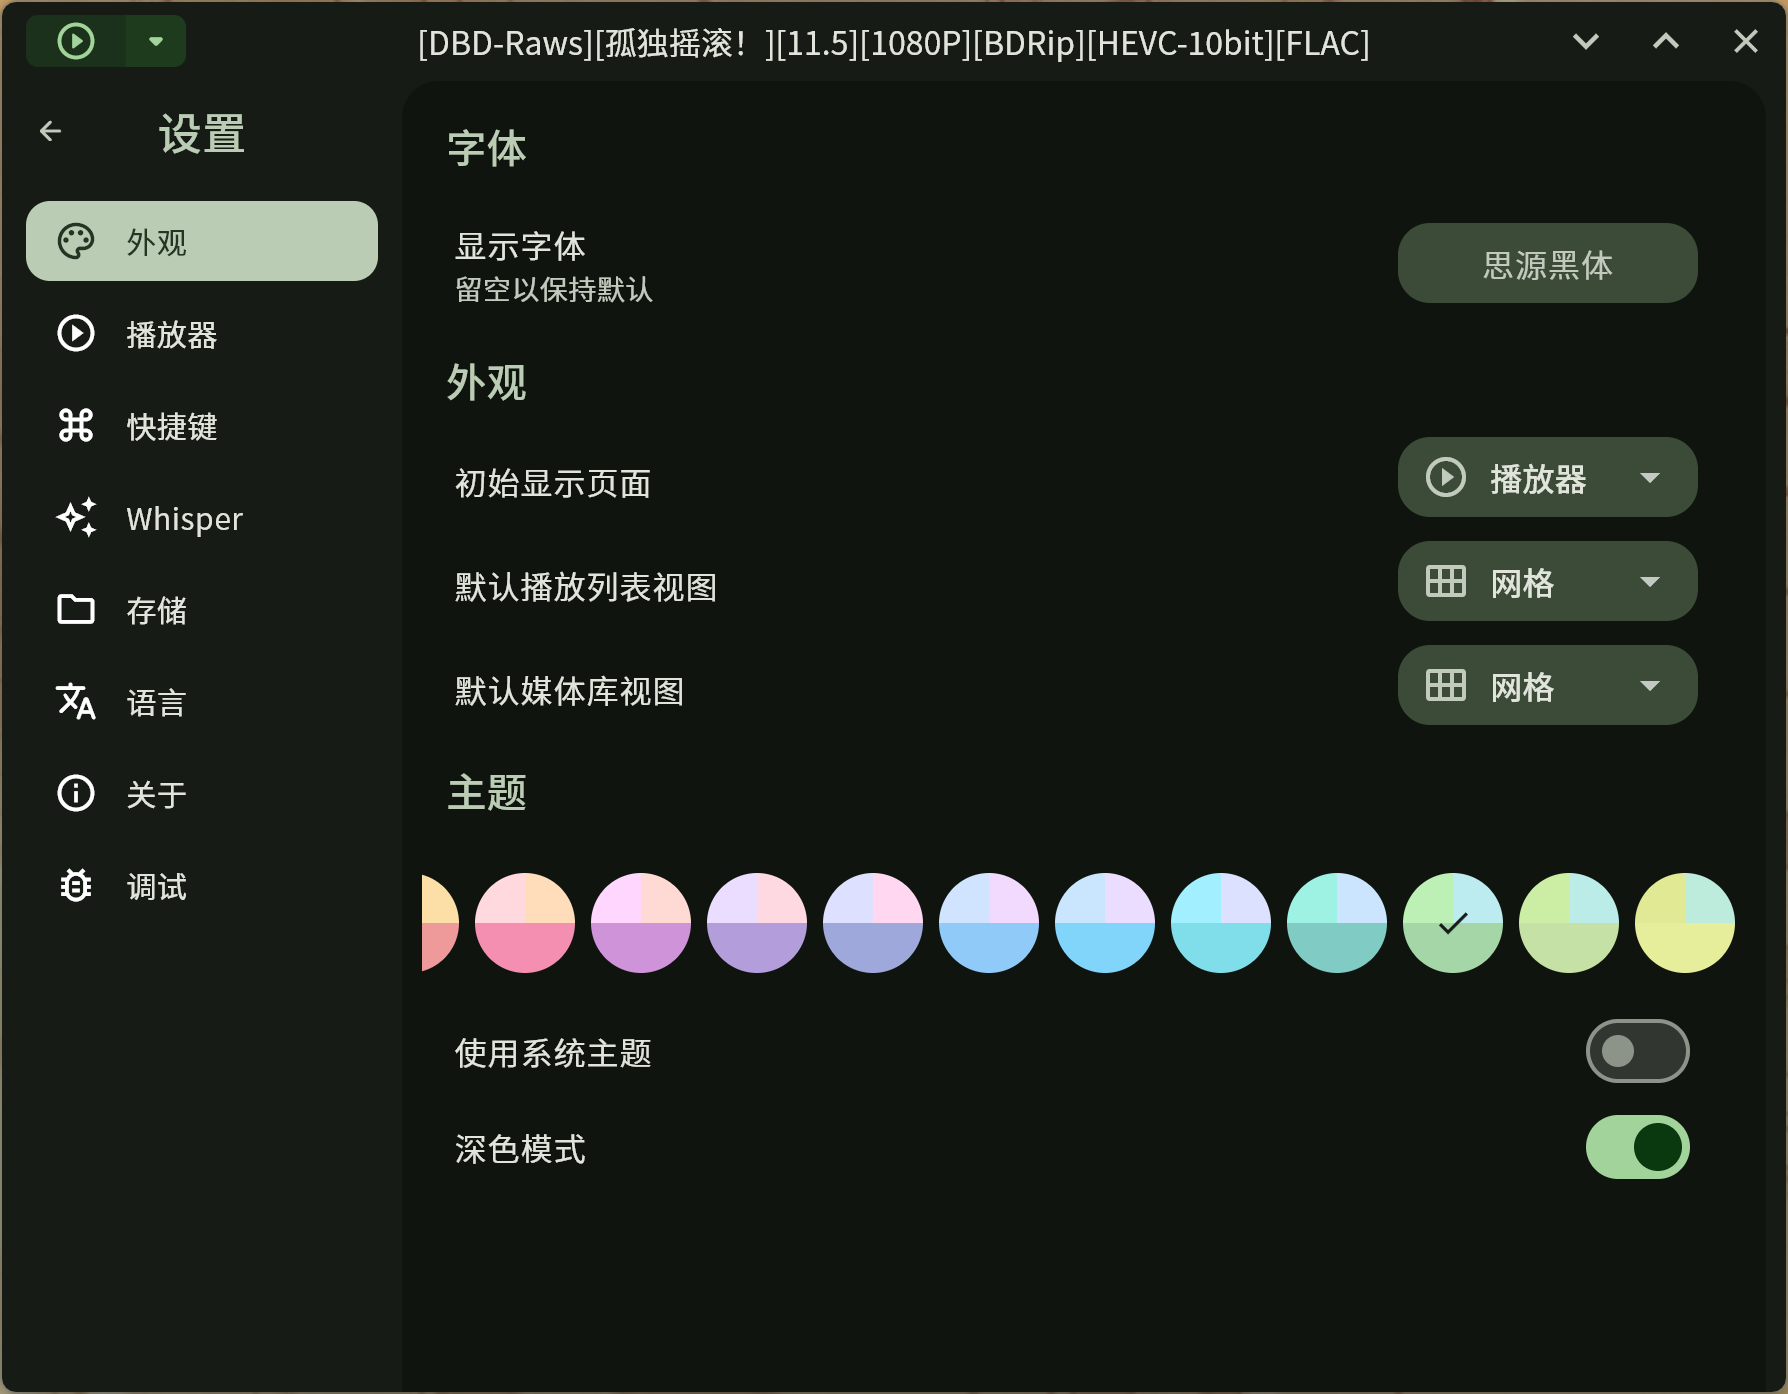 [DBD-Raws][孤独摇滚！][11.5][1080P][BDRip][HEVC-10bit][FLAC]
设置
外观
播放器
快捷键
Whisper
存储
语言
关于
调试
字体
显示字体
留空以保持默认
思源黑体
外观
初始显示页面
播放器
默认播放列表视图
网格
默认媒体库视图
网格
主题
使用系统主题
深色模式